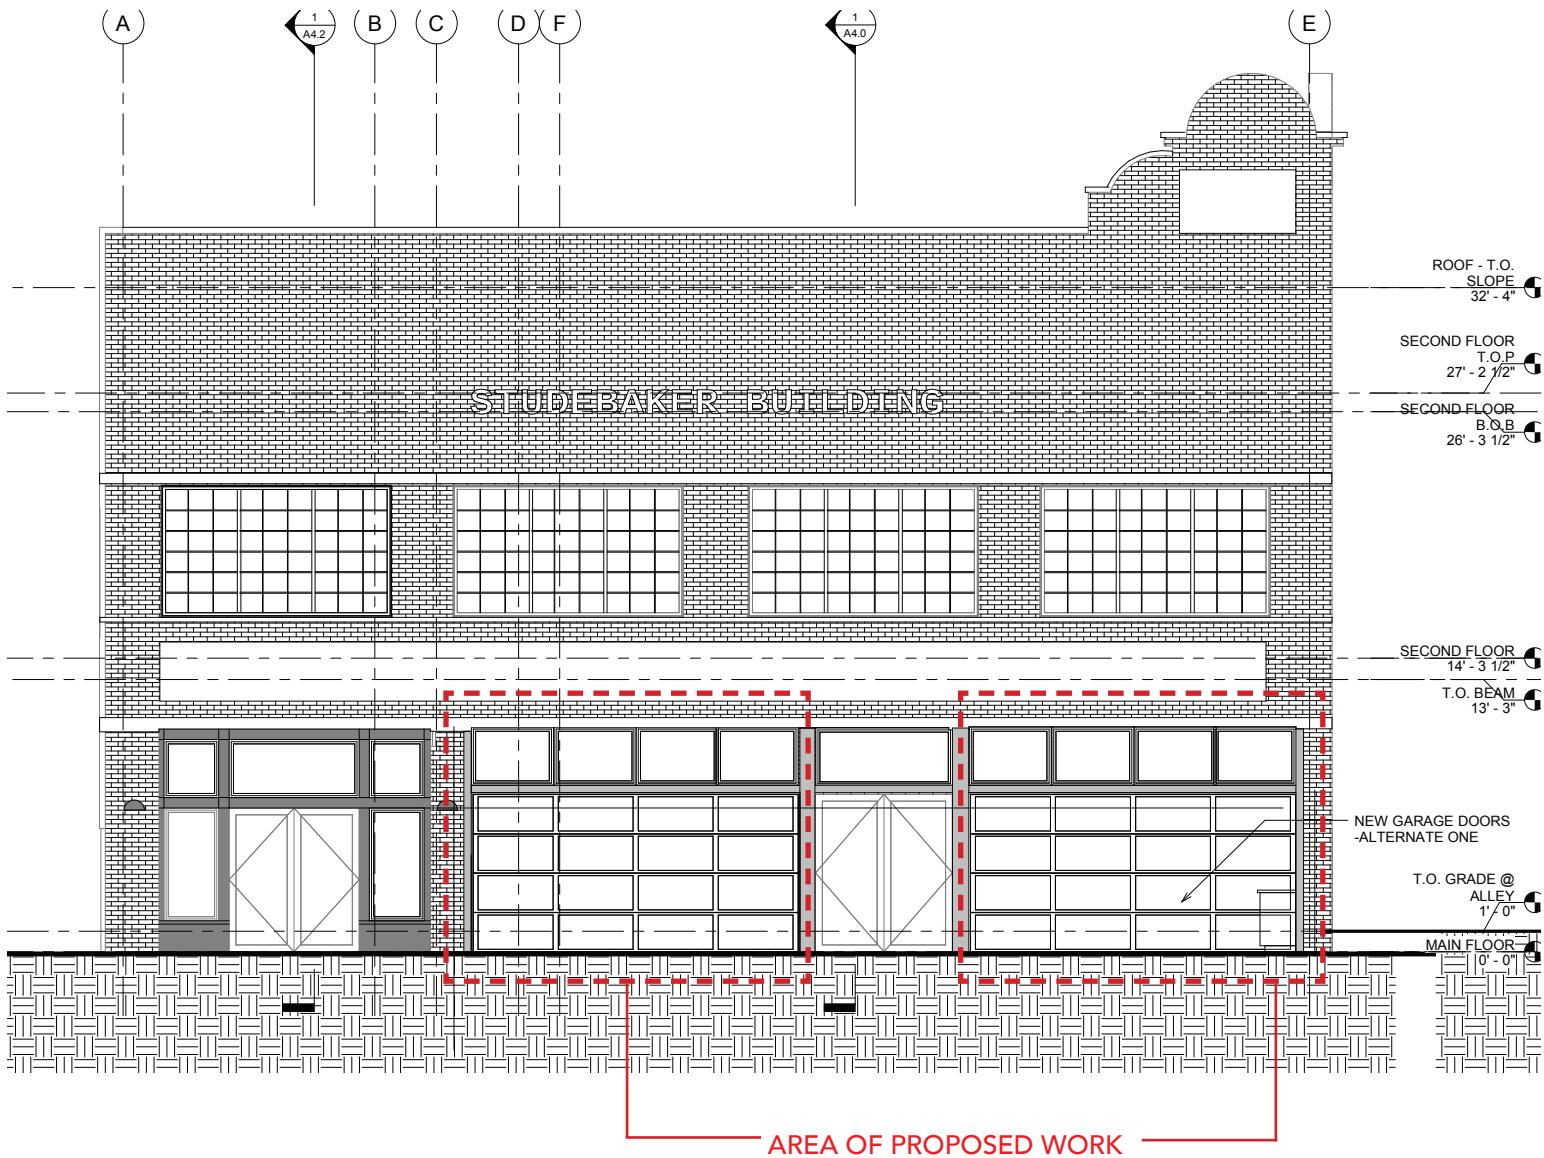 A
1
A4.2
B
C
D
F
1
A4.0
E
ROOF - T.O.
SLOPE
32' - 4"
SECOND FLOOR
T.O.P
27' - 2 1/2"
STUDEBAKER BUILDING
SECOND FLOOR
B.O.B
26' - 3 1/2"
SECOND FLOOR
14' - 3 1/2"
T.O. BEAM
13' - 3"
NEW GARAGE DOORS
-ALTERNATE ONE
T.O. GRADE @
ALLEY
1' - 0"
MAIN FLOOR
0' - 0"
AREA OF PROPOSED WORK